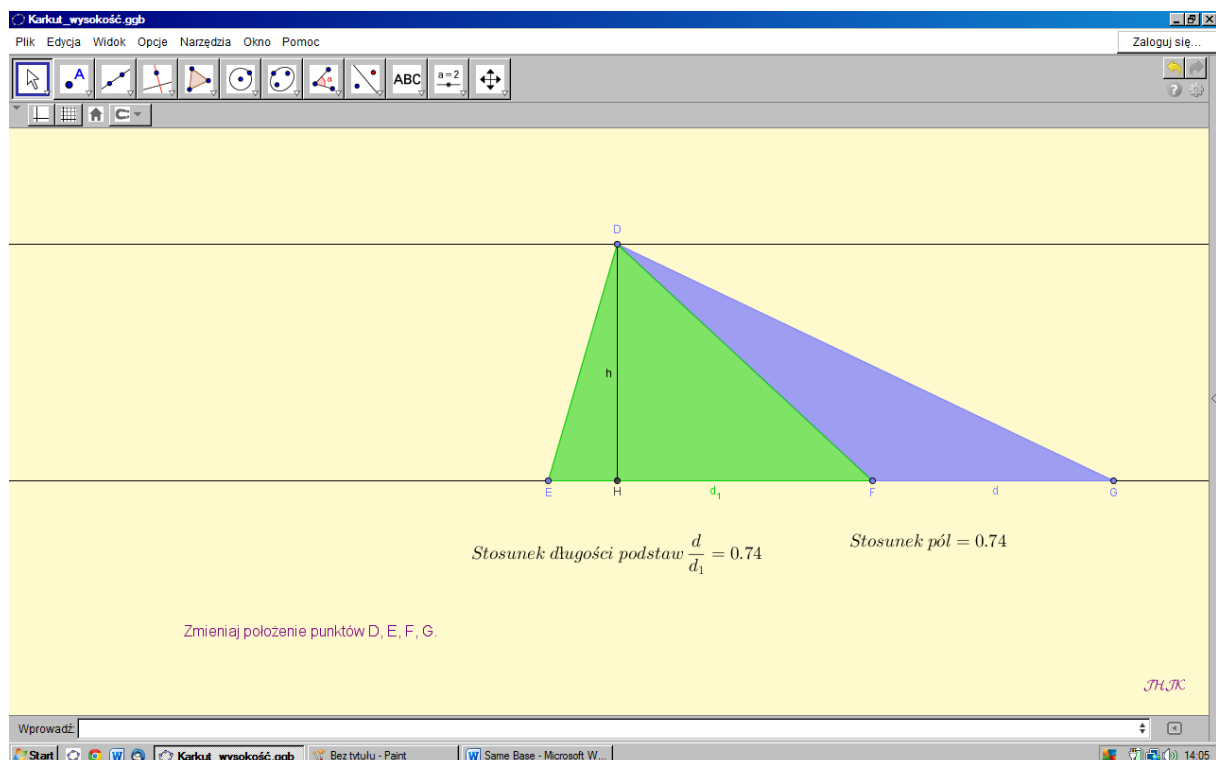 Karkut_wysokość.ggb
Plik Edycja Widok Opcje Narzędzia Okno Pomoc
Zaloguj się...
A
α
ABC
a=2
D
h
E
H
d₁
F
d
G
Stosunek długości podstaw d/d₁ = 0.74
Stosunek pól = 0.74
Zmieniaj położenie punktów D, E, F, G.
JH, JK
Wprowadź:
Start
W
Karkut_wysokość.ggb
Bez tytułu - Paint
W
Same Base - Microsoft W...
14:05